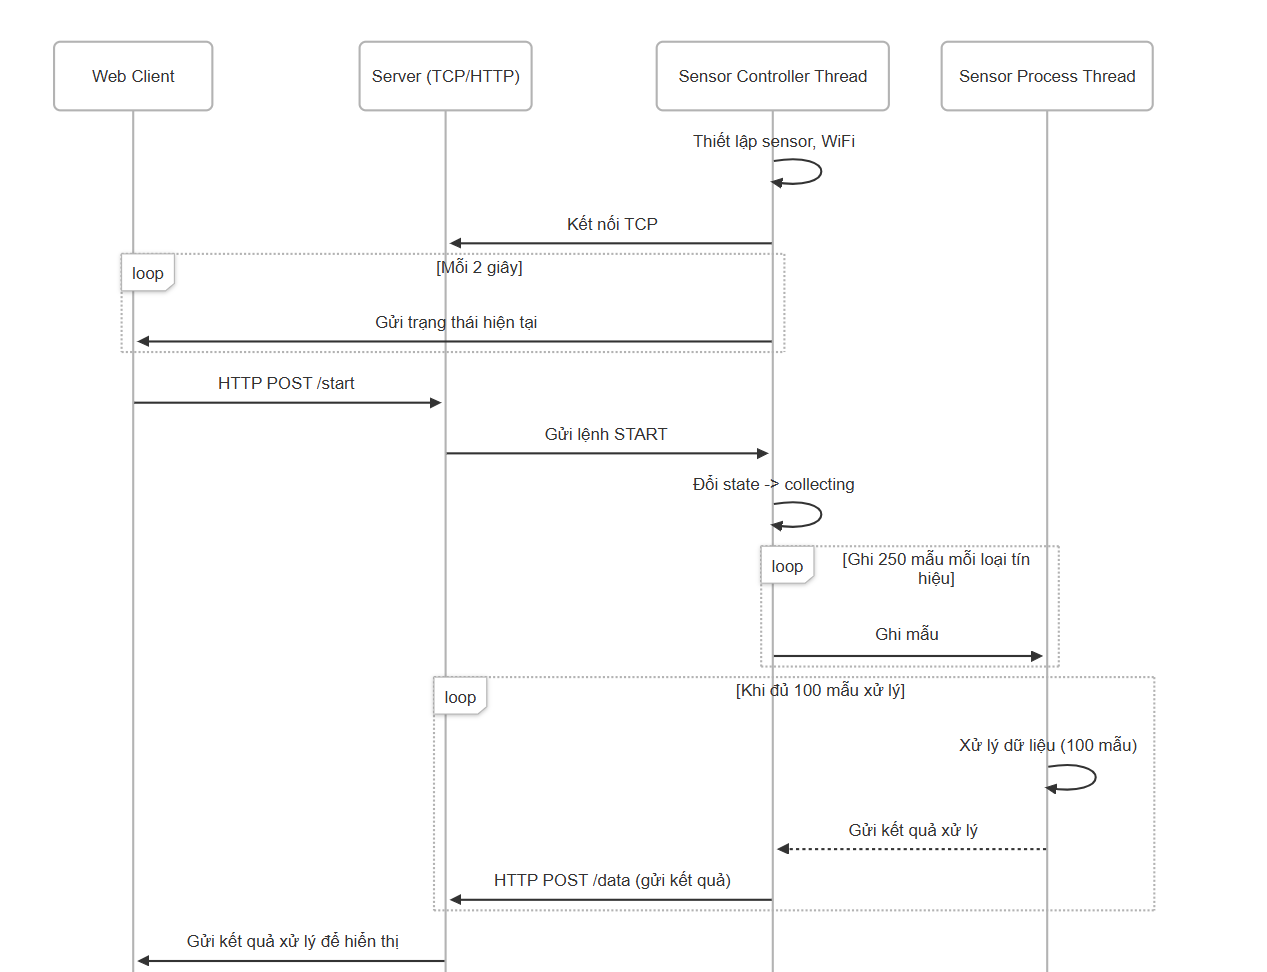 Web Client
Server (TCP/HTTP)
Sensor Controller Thread
Sensor Process Thread
Thiết lập sensor, WiFi
Kết nối TCP
loop
[Mỗi 2 giây]
Gửi trạng thái hiện tại
HTTP POST /start
Gửi lệnh START
Đổi state -> collecting
loop
[Ghi 250 mẫu mỗi loại tín
hiệu]
Ghi mẫu
loop
[Khi đủ 100 mẫu xử lý]
Xử lý dữ liệu (100 mẫu)
Gửi kết quả xử lý
HTTP POST /data (gửi kết quả)
Gửi kết quả xử lý để hiển thị